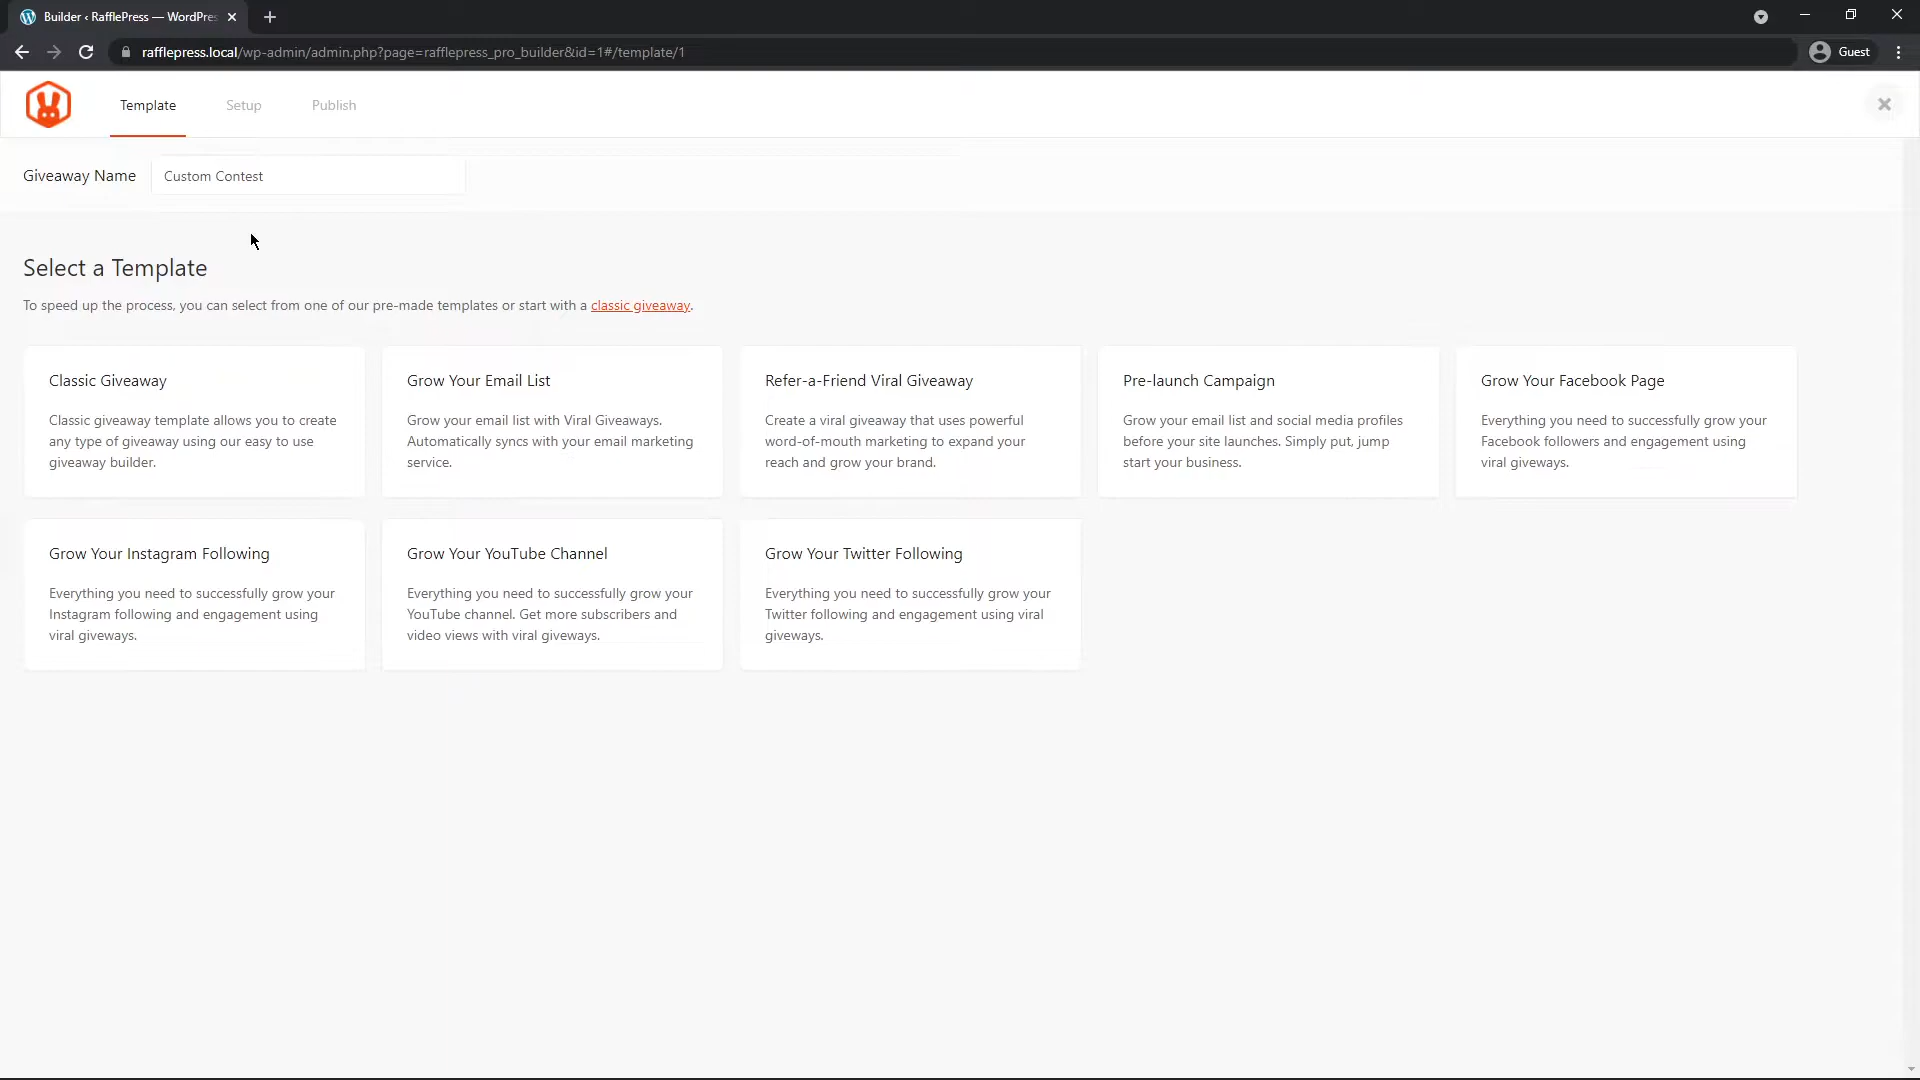 Builder ‹ RafflePress — WordPres
rafflepress.local/wp-admin/admin.php?page=rafflepress_pro_builder&id=1#/template/1
Guest
Template
Setup
Publish
Giveaway Name
Custom Contest
Select a Template
To speed up the process, you can select from one of our pre-made templates or start with a classic giveaway.
Classic Giveaway
Classic giveaway template allows you to create
any type of giveaway using our easy to use
giveaway builder.
Grow Your Email List
Grow your email list with Viral Giveaways.
Automatically syncs with your email marketing
service.
Refer-a-Friend Viral Giveaway
Create a viral giveaway that uses powerful
word-of-mouth marketing to expand your
reach and grow your brand.
Pre-launch Campaign
Grow your email list and social media profiles
before your site launches. Simply put, jump
start your business.
Grow Your Facebook Page
Everything you need to successfully grow your
Facebook followers and engagement using
viral giveways.
Grow Your Instagram Following
Everything you need to successfully grow your
Instagram following and engagement using
viral giveways.
Grow Your YouTube Channel
Everything you need to successfully grow your
YouTube channel. Get more subscribers and
video views with viral giveways.
Grow Your Twitter Following
Everything you need to successfully grow your
Twitter following and engagement using viral
giveways.